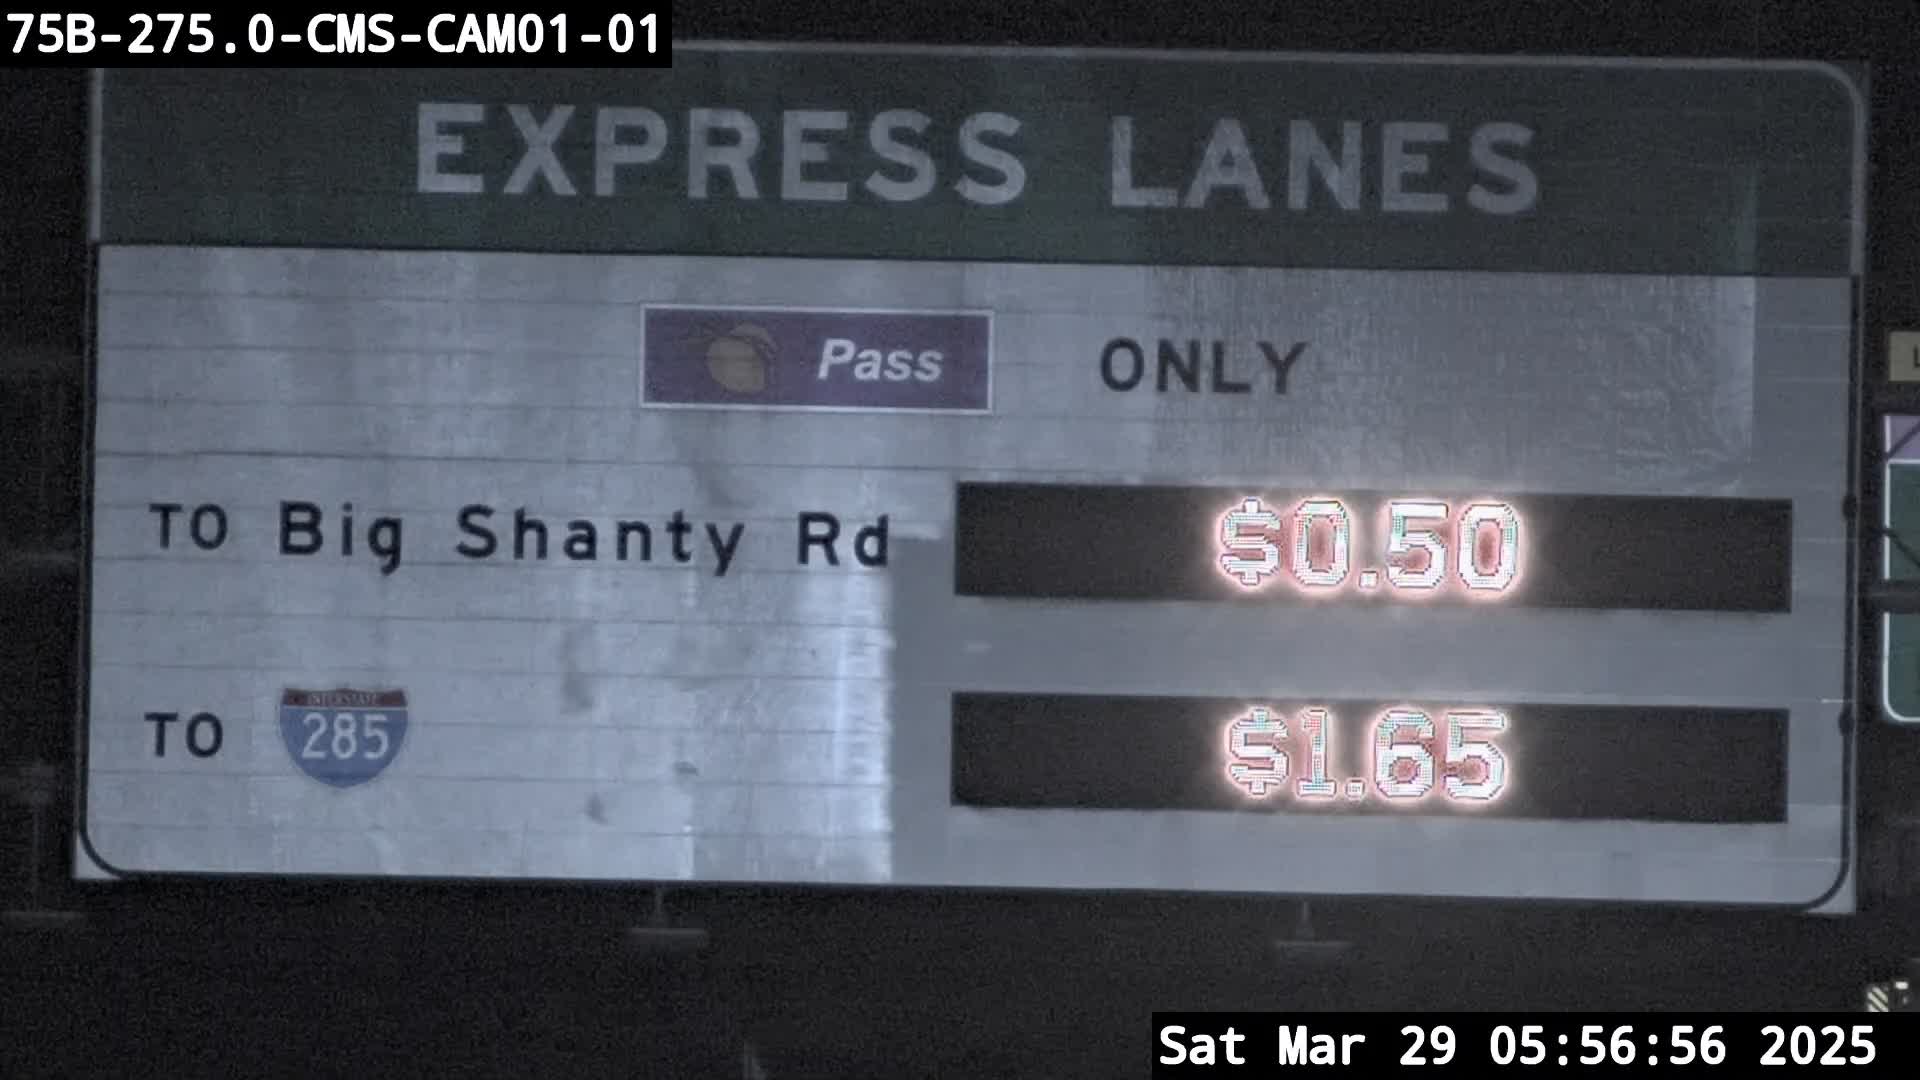 75B-275.0-CMS-CAM01-01
EXPRESS LANES
Pass ONLY
TO Big Shanty Rd $0.50
TO INTERSTATE 285 $1.65
Sat Mar 29 05:56:56 2025